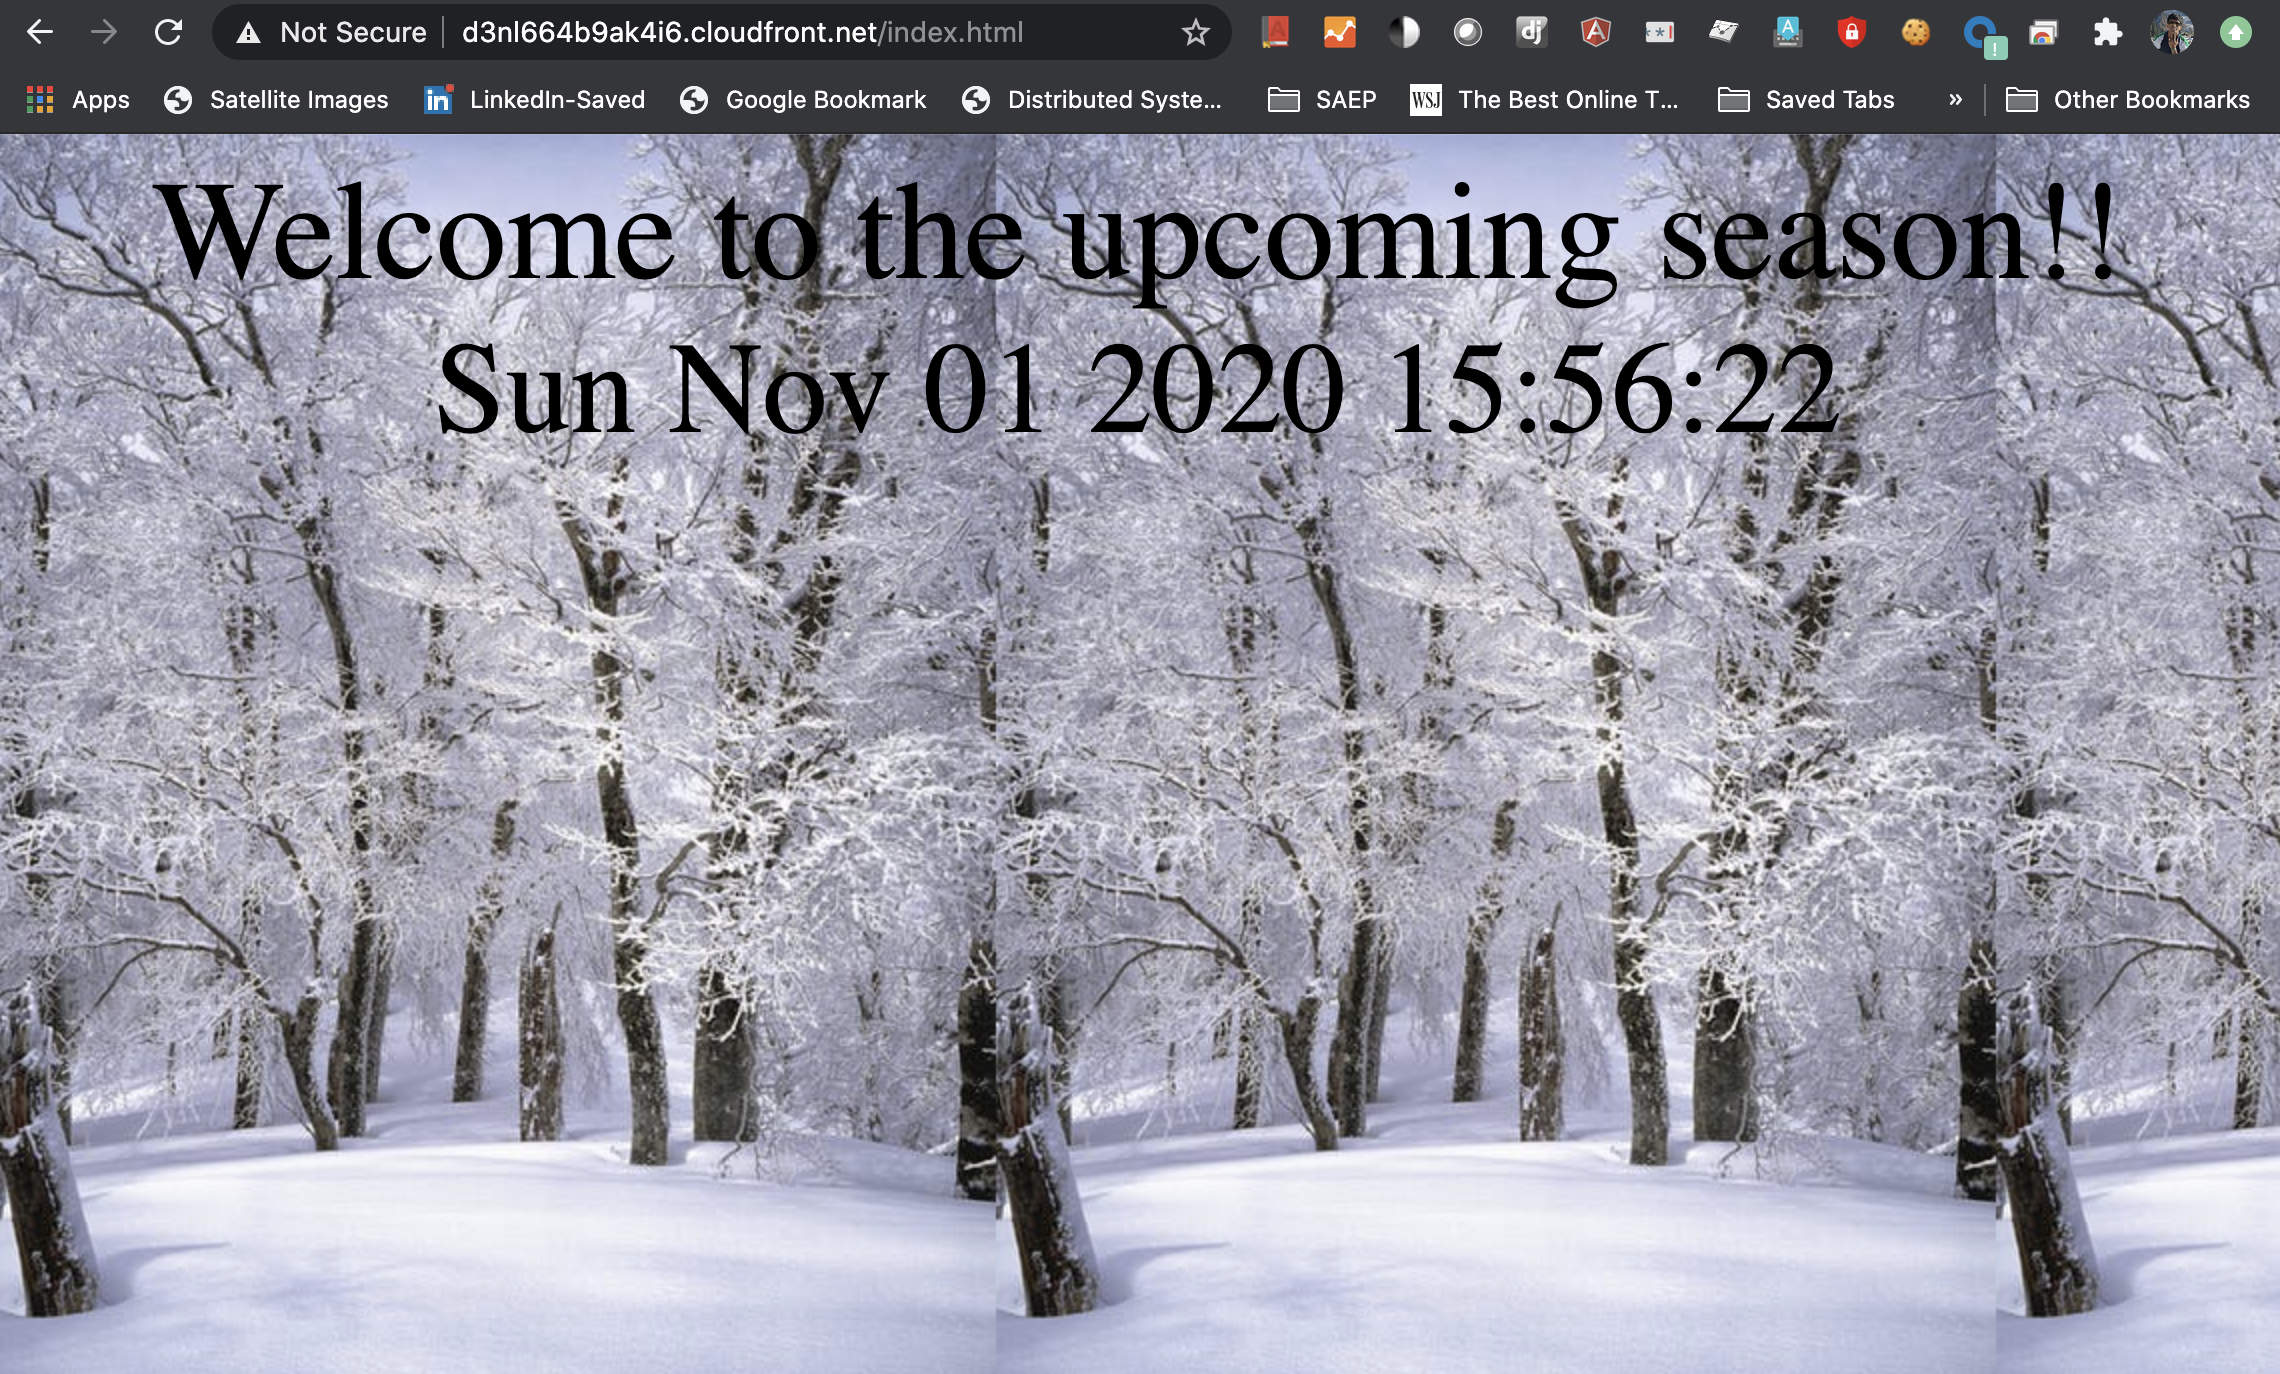 Not Secure d3nl664b9ak4i6.cloudfront.net/index.html
Apps Satellite Images LinkedIn-Saved Google Bookmark Distributed Syste... SAEP WSJ The Best Online T... Saved Tabs » Other Bookmarks
Welcome to the upcoming season!!
Sun Nov 01 2020 15:56:22